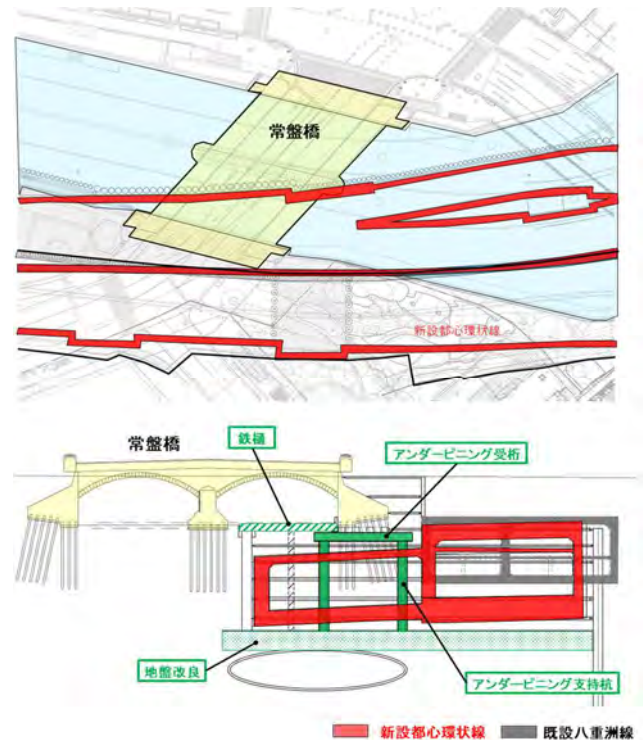 常盤橋
新設都心環状線
常盤橋
鉄樋
アンダーピニング受桁
地盤改良
アンダーピニング支持杭
新設都心環状線
既設八重洲線